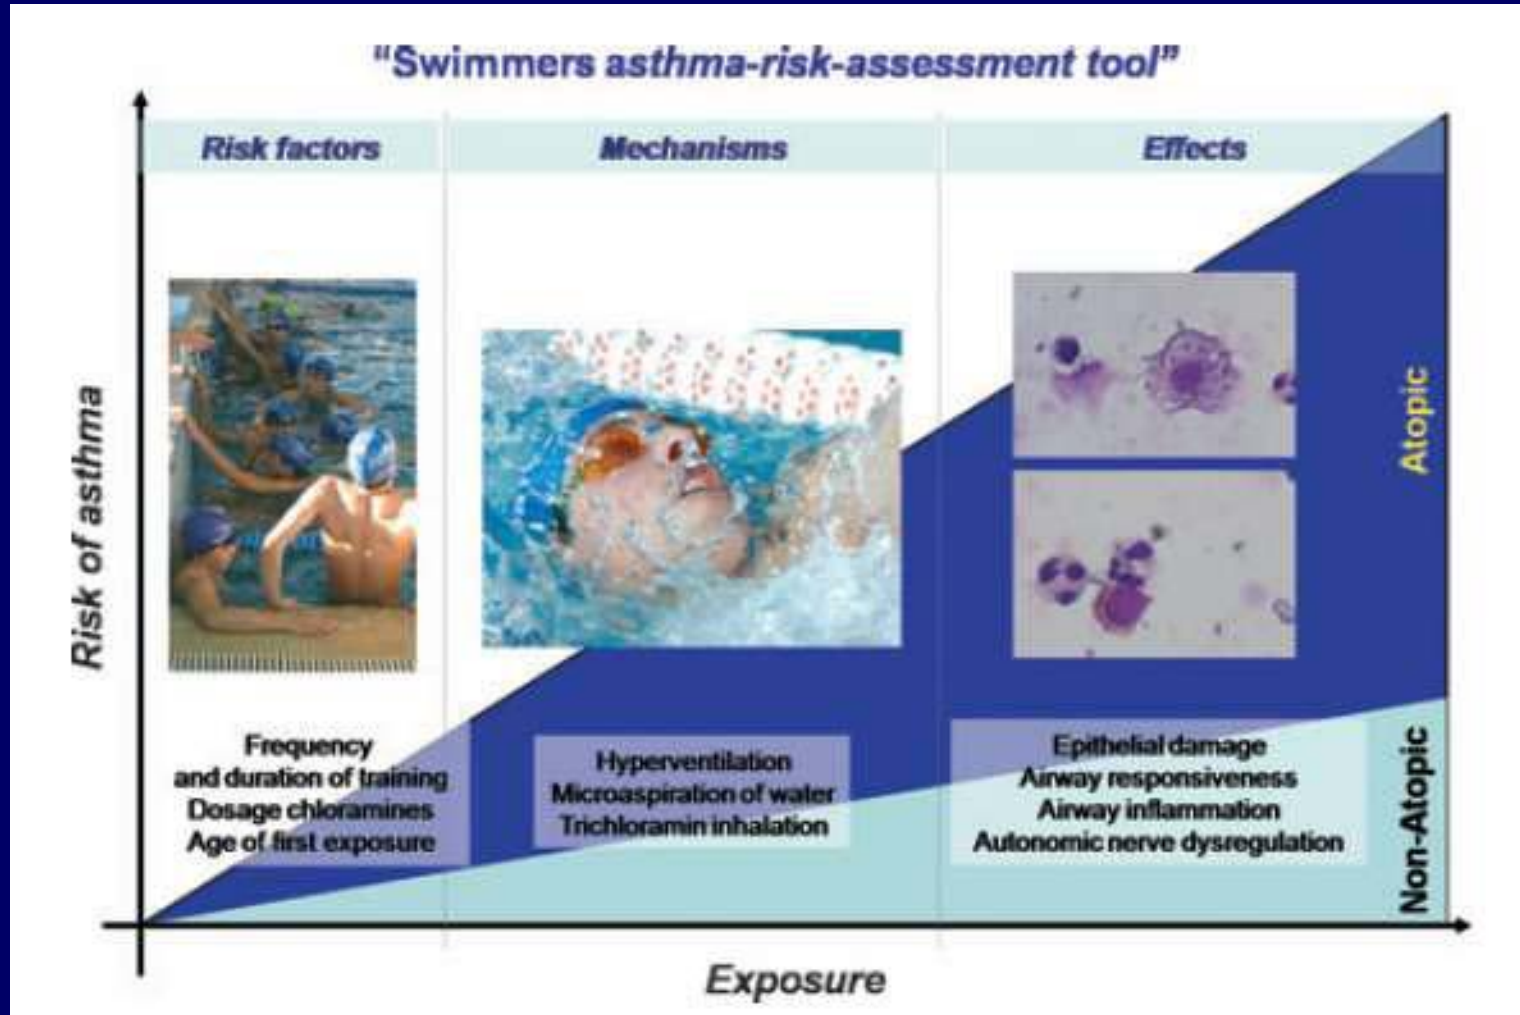 “Swimmers asthma-risk-assessment tool”
Risk factors
Mechanisms
Effects
Risk of asthma
Atopic
Non-Atopic
Frequency
and duration of training
Dosage chloramines
Age of first exposure
Hyperventilation
Microaspiration of water
Trichloramin inhalation
Epithelial damage
Airway responsiveness
Airway inflammation
Autonomic nerve dysregulation
Exposure